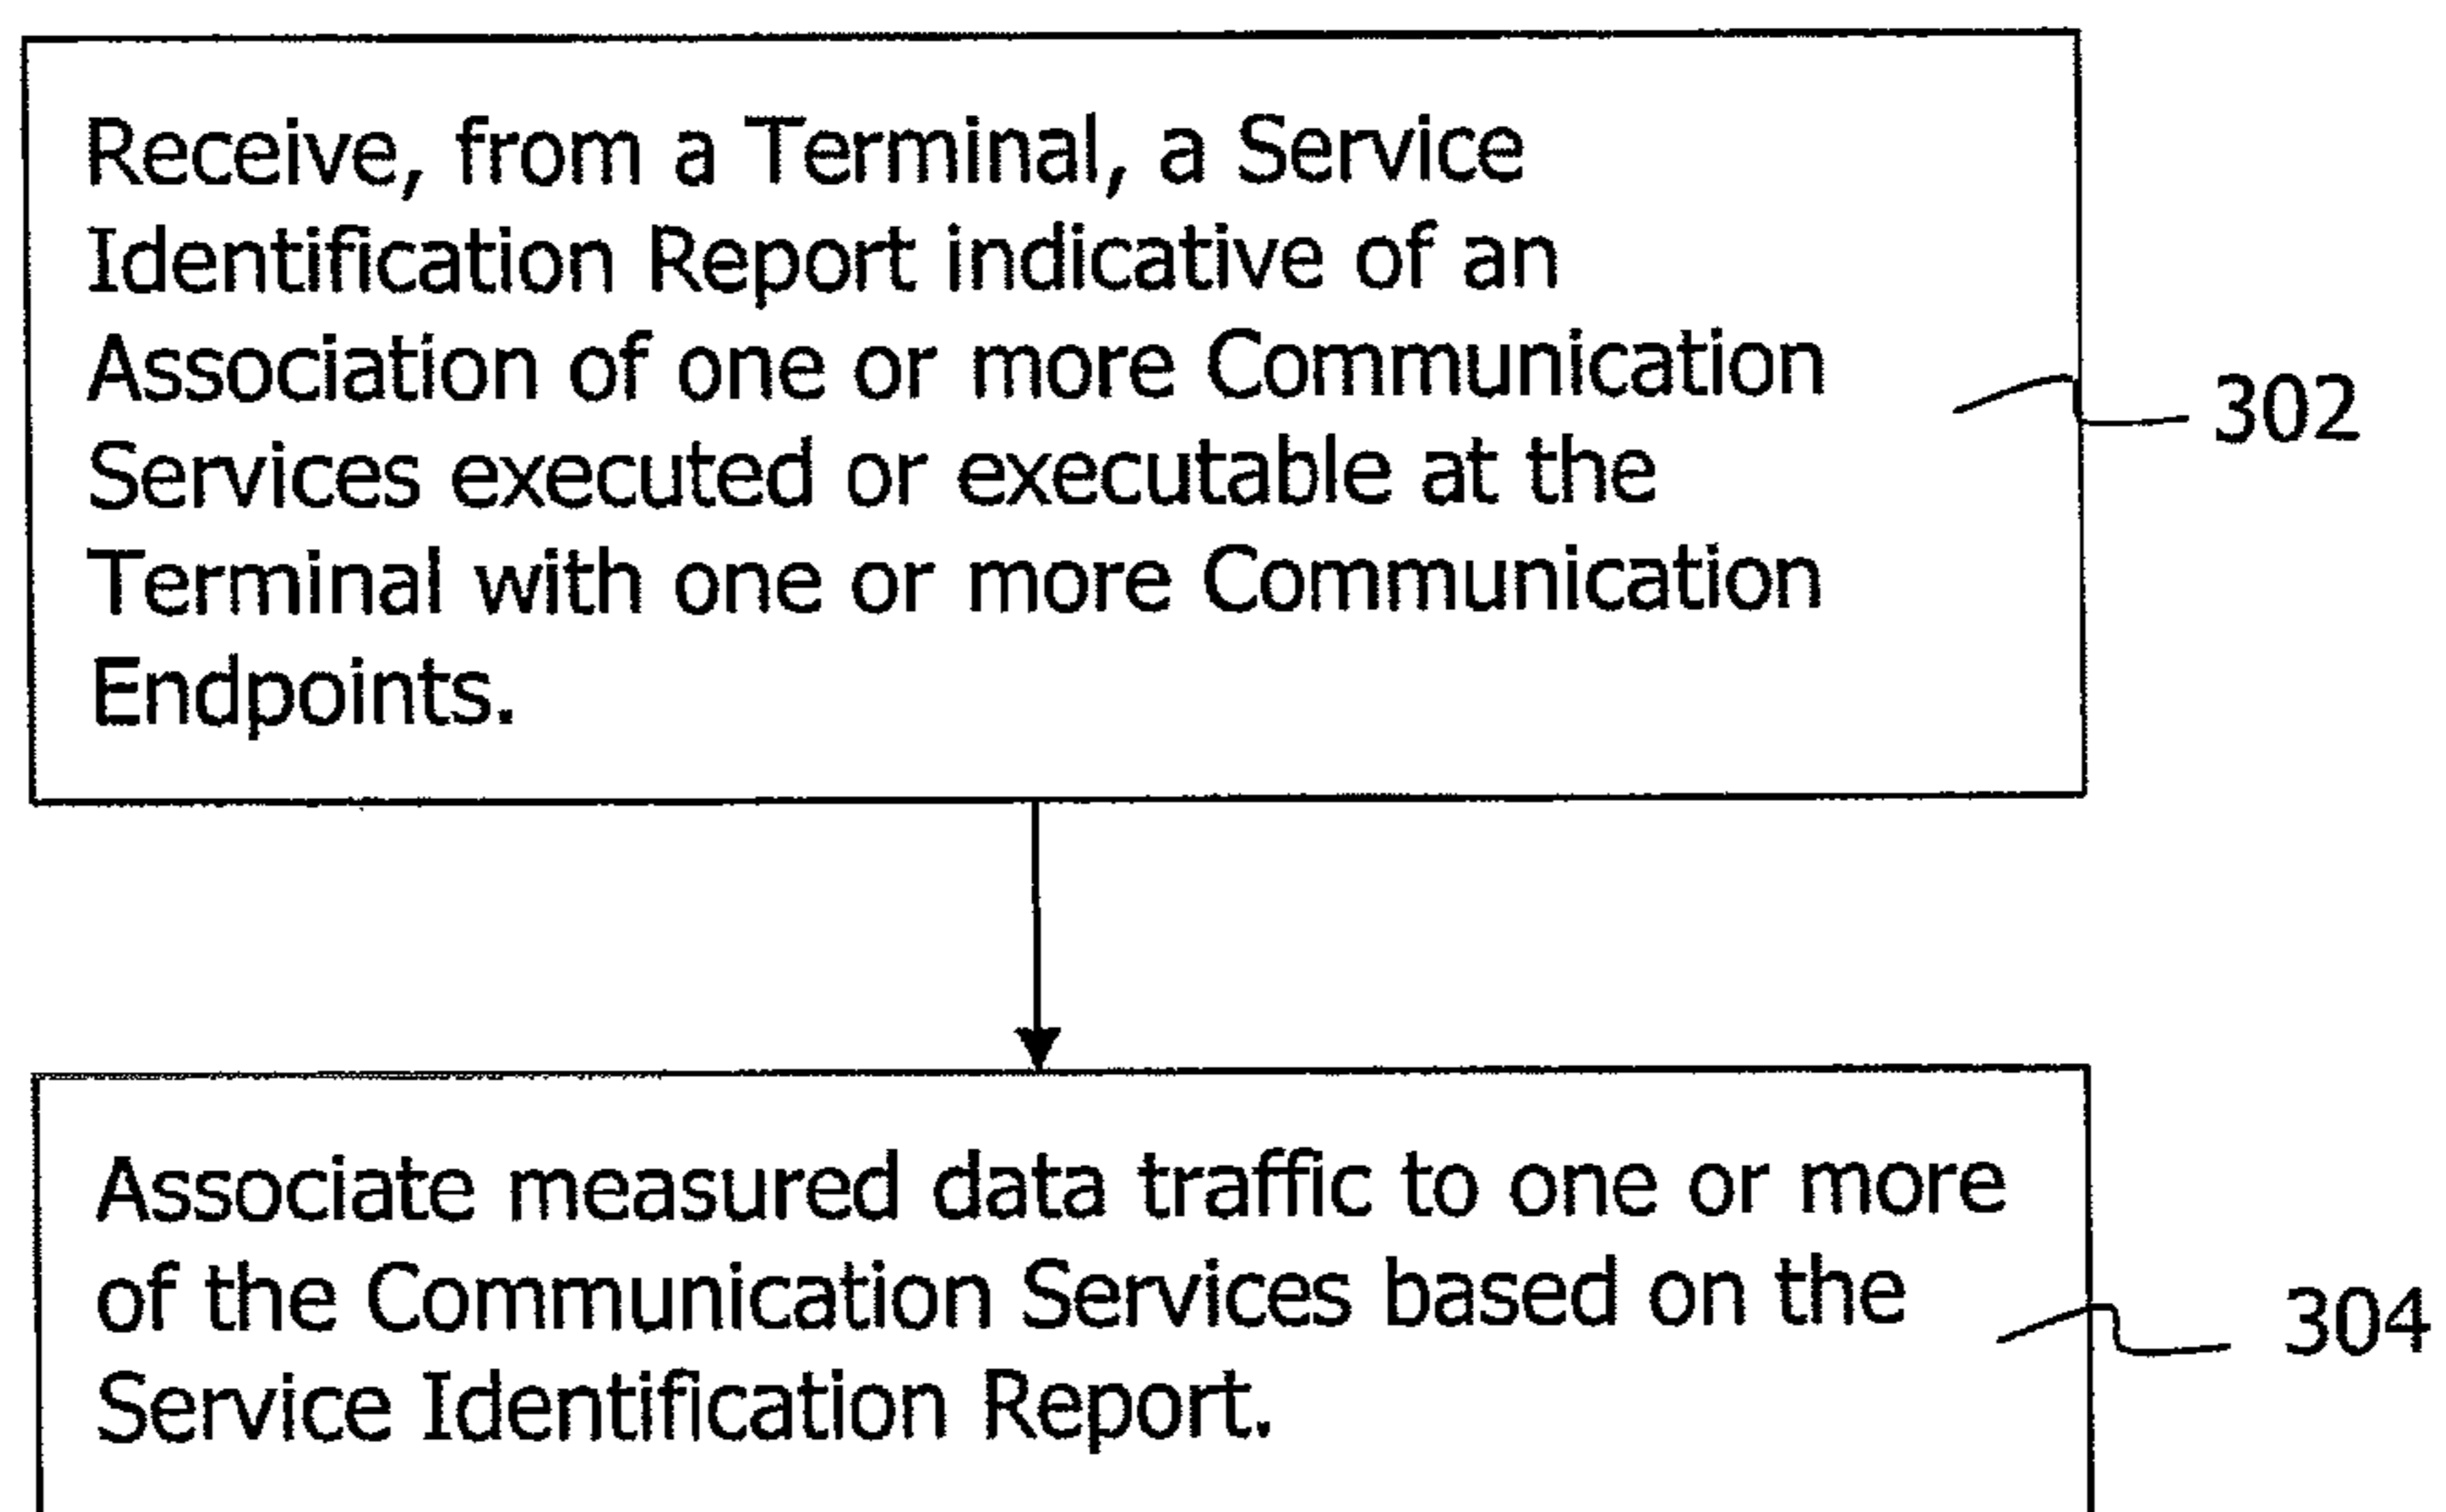 Receive, from a Terminal, a Service
Identification Report indicative of an
Association of one or more Communication
Services executed or executable at the
Terminal with one or more Communication
Endpoints.
302
Associate measured data traffic to one or more
of the Communication Services based on the
Service Identification Report.
304